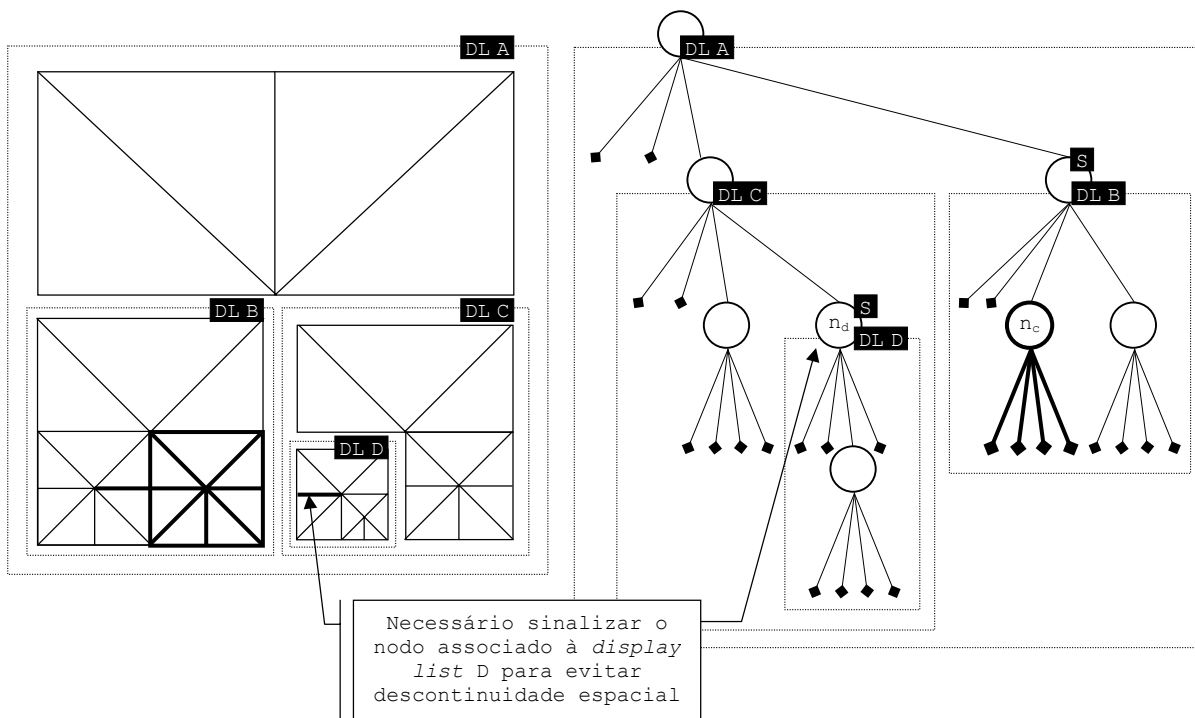 DL A
DL A
S
DL C
DL B
DL B
DL C
n_d
S
n_c
DL D
DL D
Necessário sinalizar o
nodo associado à display
list D para evitar
descontinuidade espacial